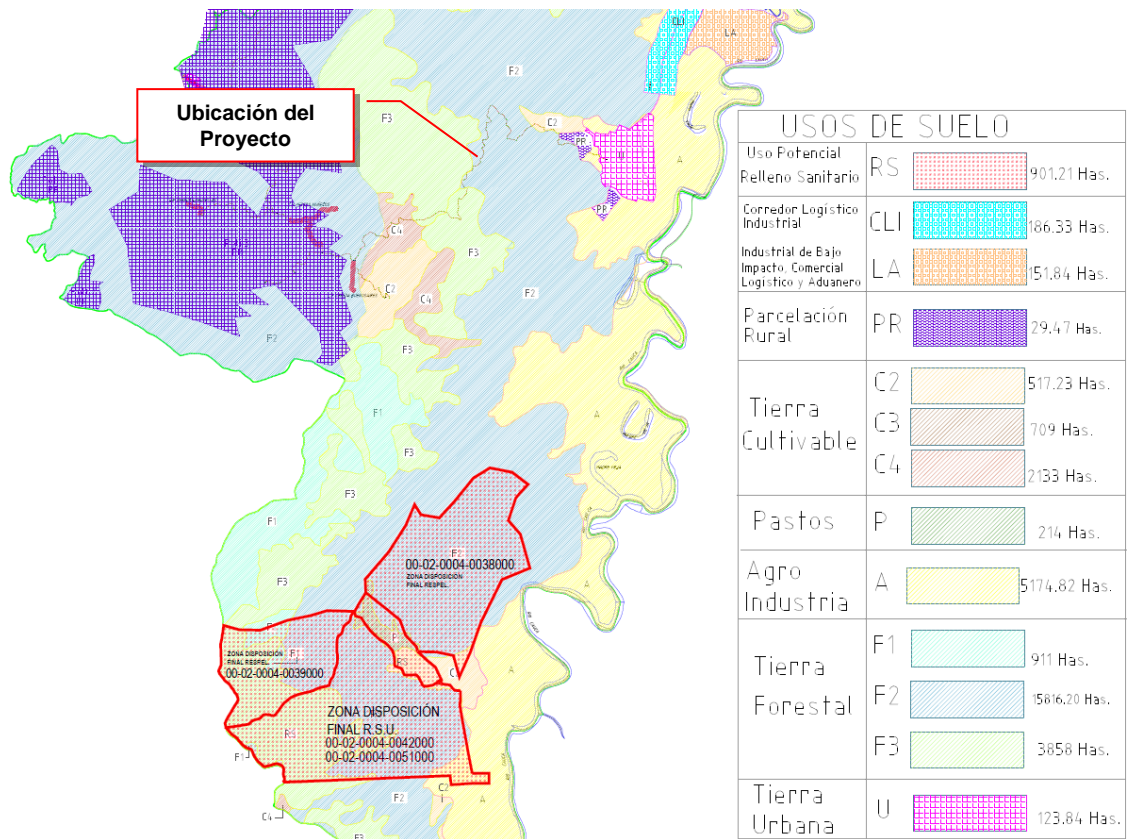 Ubicación del
Proyecto
CLI
LA
F2
F3
C2
PR
U
A
PR
C4
F3
C2
C4
F2
F2
F3
F1
F3
A
F3
F1
F3
F2
00-02-0004-0038000
ZONA DISPOSICIÓN
FINAL RESPEL
A
ZONA DISPOSICIÓN
FINAL RESPEL
F1
00-02-0004-0039000
RS
A
ZONA DISPOSICIÓN
FINAL R.S.U.
00-02-0004-0042000
00-02-0004-0051000
RS
F1
F2
C2
A
C4
F3
USOS DE SUELO
Uso Potencial
Relleno Sanitario
RS
901.21 Has.
Corredor Logístico
Industrial
CLI
186.33 Has.
Industrial de Bajo
Impacto, Comercial
Logístico y Aduanero
LA
151.84 Has.
Parcelación
Rural
PR
29.47 Has.
Tierra
Cultivable
C2
517.23 Has.
C3
709 Has.
C4
2133 Has.
Pastos
P
214 Has.
Agro
Industria
A
5174.82 Has.
Tierra
Forestal
F1
911 Has.
F2
15816.20 Has.
F3
3858 Has.
Tierra
Urbana
U
123.84 Has.